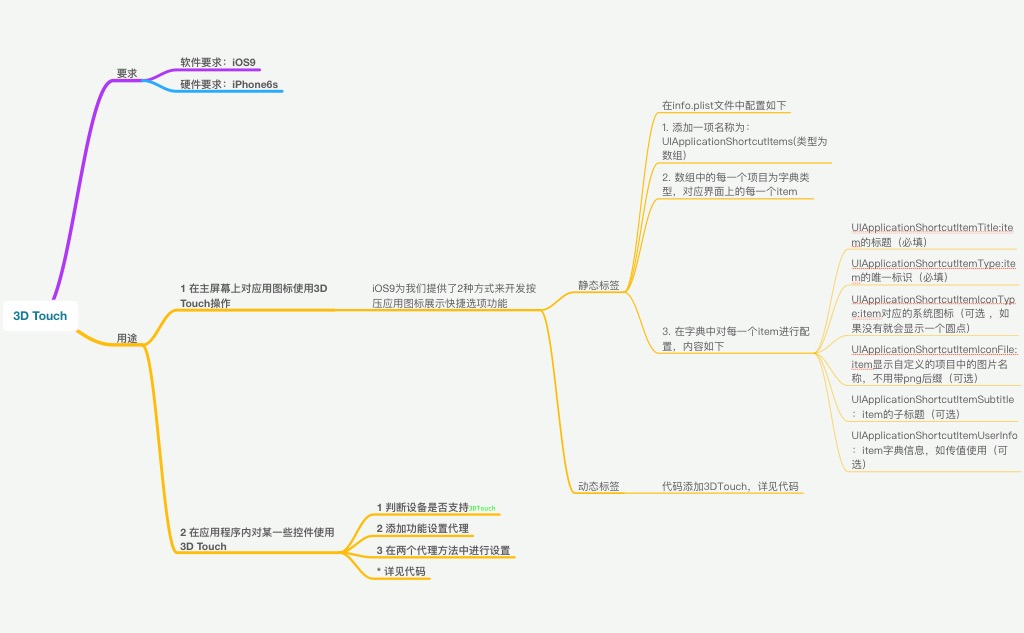 3D Touch
要求
软件要求：iOS9
硬件要求：iPhone6s
用途
1 在主屏幕上对应用图标使用3D
Touch操作
iOS9为我们提供了2种方式来开发按
压应用图标展示快捷选项功能
静态标签
在info.plist文件中配置如下
1. 添加一项名称为：
UIApplicationShortcutItems(类型为
数组)
2. 数组中的每一个项目为字典类
型，对应界面上的每一个item
3. 在字典中对每一个item进行配
置，内容如下
UIApplicationShortcutItemTitle:ite
m的标题（必填）
UIApplicationShortcutItemType:ite
m的唯一标识（必填）
UIApplicationShortcutItemIconTyp
e:item对应的系统图标（可选 ，如
果没有就会显示一个圆点）
UIApplicationShortcutItemIconFile:
item显示自定义的项目中的图片名
称，不用带png后缀（可选）
UIApplicationShortcutItemSubtitle
：item的子标题（可选）
UIApplicationShortcutItemUserInfo
：item字典信息，如传值使用（可
选）
动态标签
代码添加3DTouch，详见代码
2 在应用程序内对某一些控件使用
3D Touch
1 判断设备是否支持3DTouch
2 添加功能设置代理
3 在两个代理方法中进行设置
* 详见代码